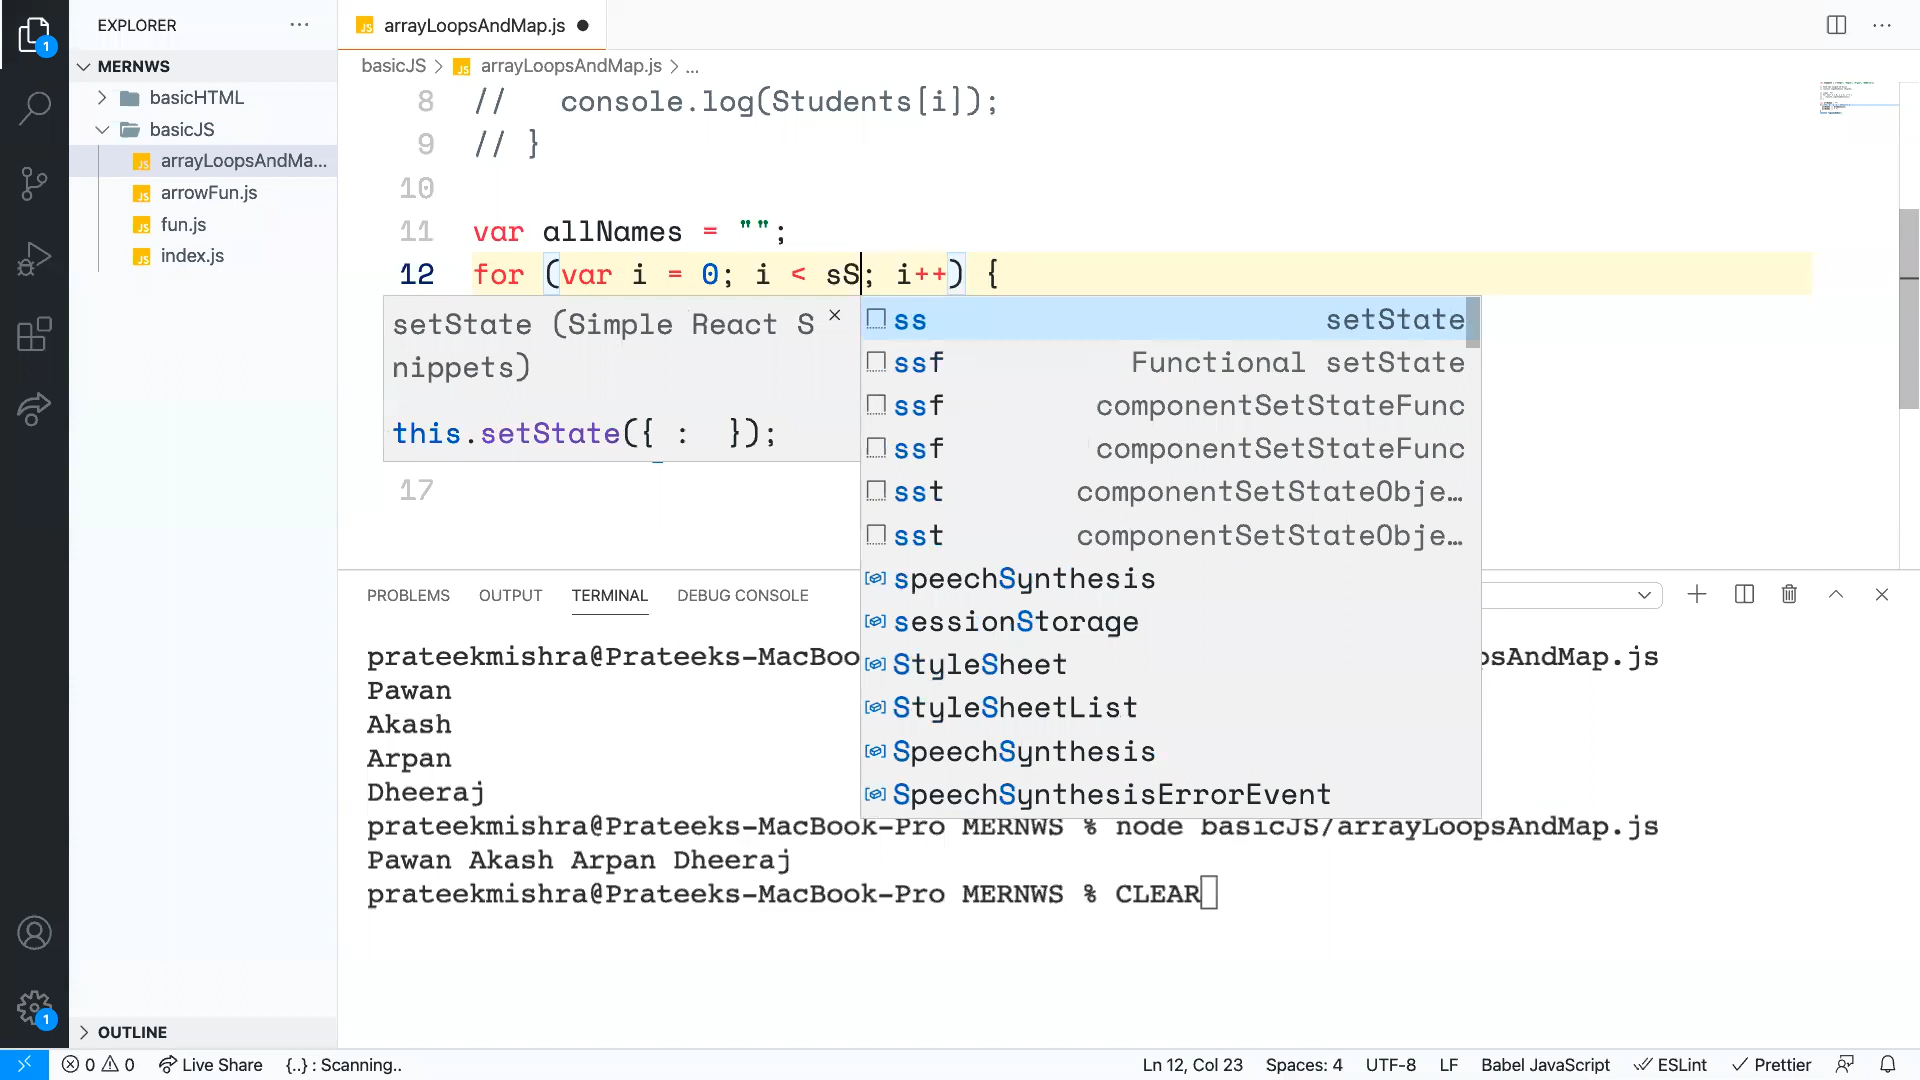 EXPLORER
···
arrayLoopsAndMap.js
1
MERNWS
basicJS > arrayLoopsAndMap.js > ...
basicHTML
basicJS
arrayLoopsAndMa...
arrowFun.js
fun.js
index.js
8 // console.log(Students[i]);
9 // }
10
11 var allNames = "";
12 for (var i = 0; i < sS; i++) {
setState (Simple React S
nippets)
this.setState({ : });
17
ss setState
ssf Functional setState
ssf componentSetStateFunc
ssf componentSetStateFunc
sst componentSetStateObje…
sst componentSetStateObje…
speechSynthesis
sessionStorage
StyleSheet
StyleSheetList
SpeechSynthesis
SpeechSynthesisErrorEvent
PROBLEMS OUTPUT TERMINAL DEBUG CONSOLE
prateekmishra@Prateeks-MacBoo psAndMap.js
Pawan
Akash
Arpan
Dheeraj
prateekmishra@Prateeks-MacBook-Pro MERNWS % node basicJS/arrayLoopsAndMap.js
Pawan Akash Arpan Dheeraj
prateekmishra@Prateeks-MacBook-Pro MERNWS % CLEAR
1
OUTLINE
0 0 Live Share {..} : Scanning.. Ln 12, Col 23 Spaces: 4 UTF-8 LF Babel JavaScript ESLint Prettier